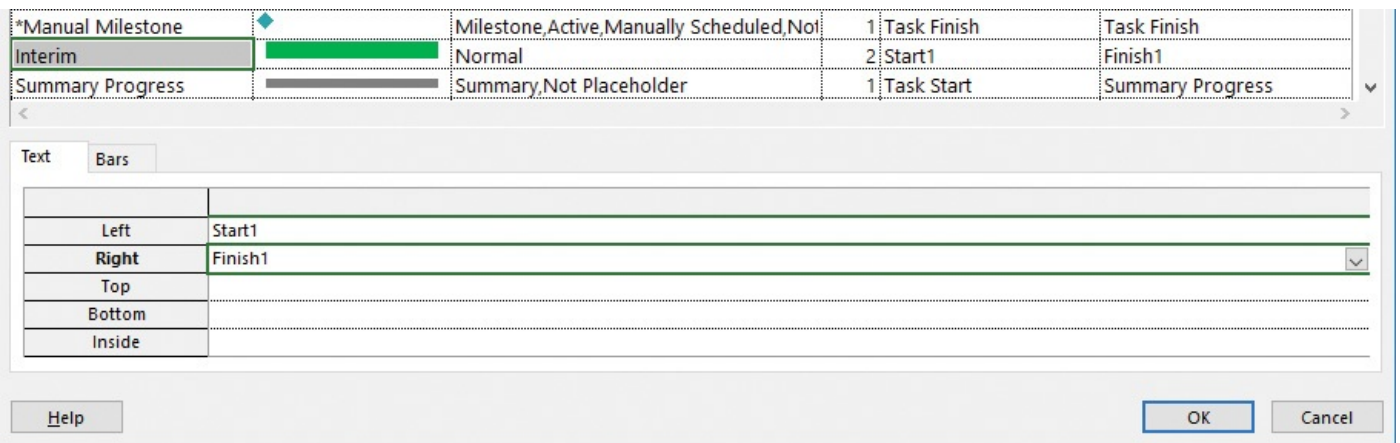 *Manual Milestone Milestone,Active,Manually Scheduled,Not 1 Task Finish Task Finish
Interim Normal 2 Start1 Finish1
Summary Progress Summary,Not Placeholder 1 Task Start Summary Progress
Text Bars
Left Start1
Right Finish1
Top
Bottom
Inside
Help OK Cancel